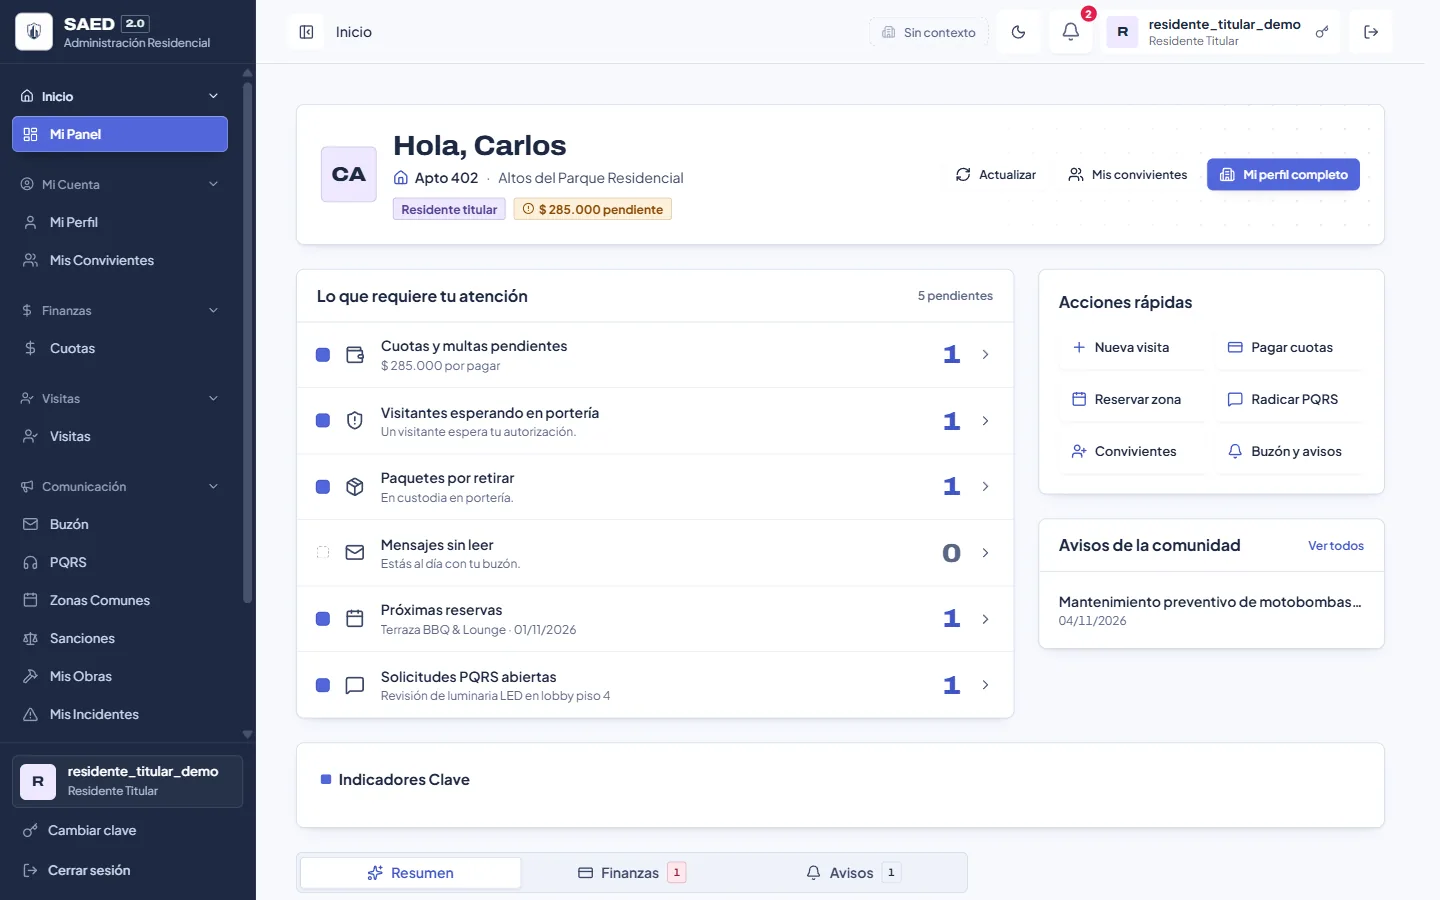 SAED 2.0
Administración Residencial
Inicio
Mi Panel
Mi Cuenta
Mi Perfil
Mis Convivientes
Finanzas
Cuotas
Visitas
Visitas
Comunicación
Buzón
PQRS
Zonas Comunes
Sanciones
Mis Obras
Mis Incidentes
R
residente_titular_demo
Residente Titular
Cambiar clave
Cerrar sesión
Inicio
Sin contexto
2
R
residente_titular_demo
Residente Titular
CA
Hola, Carlos
Apto 402 · Altos del Parque Residencial
Residente titular
$ 285.000 pendiente
Actualizar
Mis convivientes
Mi perfil completo
Lo que requiere tu atención
5 pendientes
Cuotas y multas pendientes
$ 285.000 por pagar
1
Visitantes esperando en portería
Un visitante espera tu autorización.
1
Paquetes por retirar
En custodia en portería.
1
Mensajes sin leer
Estás al día con tu buzón.
0
Próximas reservas
Terraza BBQ & Lounge · 01/11/2026
1
Solicitudes PQRS abiertas
Revisión de luminaria LED en lobby piso 4
1
Acciones rápidas
Nueva visita
Pagar cuotas
Reservar zona
Radicar PQRS
Convivientes
Buzón y avisos
Avisos de la comunidad
Ver todos
Mantenimiento preventivo de motobombas...
04/11/2026
Indicadores Clave
Resumen
Finanzas 1
Avisos 1